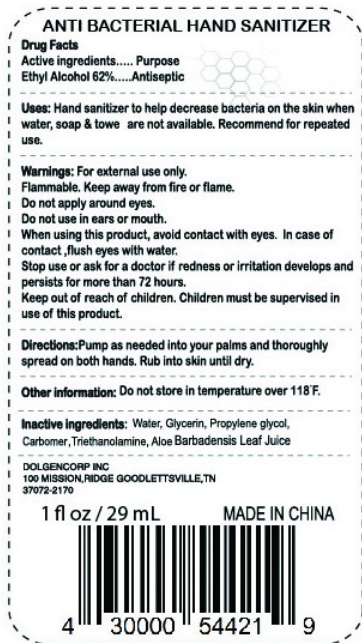 ANTI BACTERIAL HAND SANITIZER
Drug Facts
Active ingredients..... Purpose
Ethyl Alcohol 62%.....Antiseptic
Uses: Hand sanitizer to help decrease bacteria on the skin when
water, soap & towe are not available. Recommend for repeated
use.
Warnings: For external use only.
Flammable. Keep away from fire or flame.
Do not apply around eyes.
Do not use in ears or mouth.
When using this product, avoid contact with eyes. In case of
contact ,flush eyes with water.
Stop use or ask for a doctor if redness or irritation develops and
persists for more than 72 hours.
Keep out of reach of children. Children must be supervised in
use of this product.
Directions:Pump as needed into your palms and thoroughly
spread on both hands. Rub into skin until dry.
Other information: Do not store in temperature over 118°F.
Inactive ingredients: Water, Glycerin, Propylene glycol,
Carbomer,Triethanolamine, Aloe Barbadensis Leaf Juice
DOLGENCORP INC
100 MISSION,RIDGE GOODLETTSVILLE,TN
37072-2170
1 fl oz / 29 mL MADE IN CHINA
4 30000 54421 9